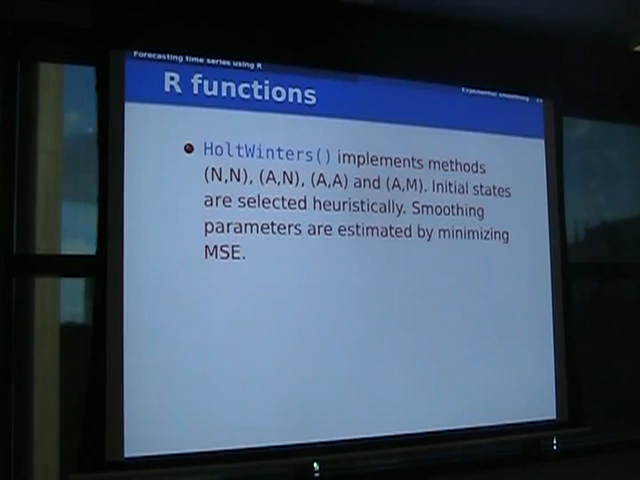 Forecasting time series using R
Exponential smoothing
R functions
HoltWinters() implements methods
(N,N), (A,N), (A,A) and (A,M). Initial states
are selected heuristically. Smoothing
parameters are estimated by minimizing
MSE.